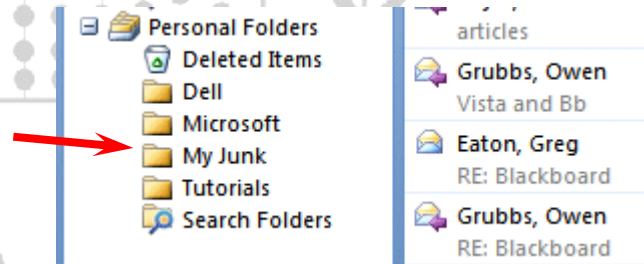 Personal Folders
Deleted Items
Dell
Microsoft
My Junk
Tutorials
Search Folders
articles
Grubbs, Owen
Vista and Bb
Eaton, Greg
RE: Blackboard
Grubbs, Owen
RE: Blackboard